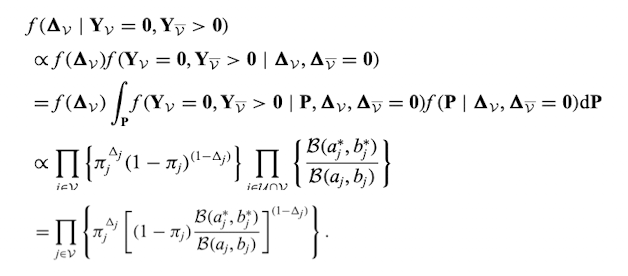 f(Δ_𝒱 | Y_𝒱 = 0, Y_𝒱̅ > 0)
∝ f(Δ_𝒱) f(Y_𝒱 = 0, Y_𝒱̅ > 0 | Δ_𝒱, Δ_𝒱̅ = 0)
= f(Δ_𝒱) ∫_P f(Y_𝒱 = 0, Y_𝒱̅ > 0 | P, Δ_𝒱, Δ_𝒱̅ = 0) f(P | Δ_𝒱, Δ_𝒱̅ = 0) dP
∝ ∏_{j∈𝒱} { π_j^{Δ_j} (1 − π_j)^{(1−Δ_j)} } ∏_{j∈𝒰∩𝒱} { ℬ(a_j^*, b_j^*) / ℬ(a_j, b_j) }
= ∏_{j∈𝒱} { π_j^{Δ_j} [ (1 − π_j) ℬ(a_j^*, b_j^*) / ℬ(a_j, b_j) ]^{(1−Δ_j)} } .